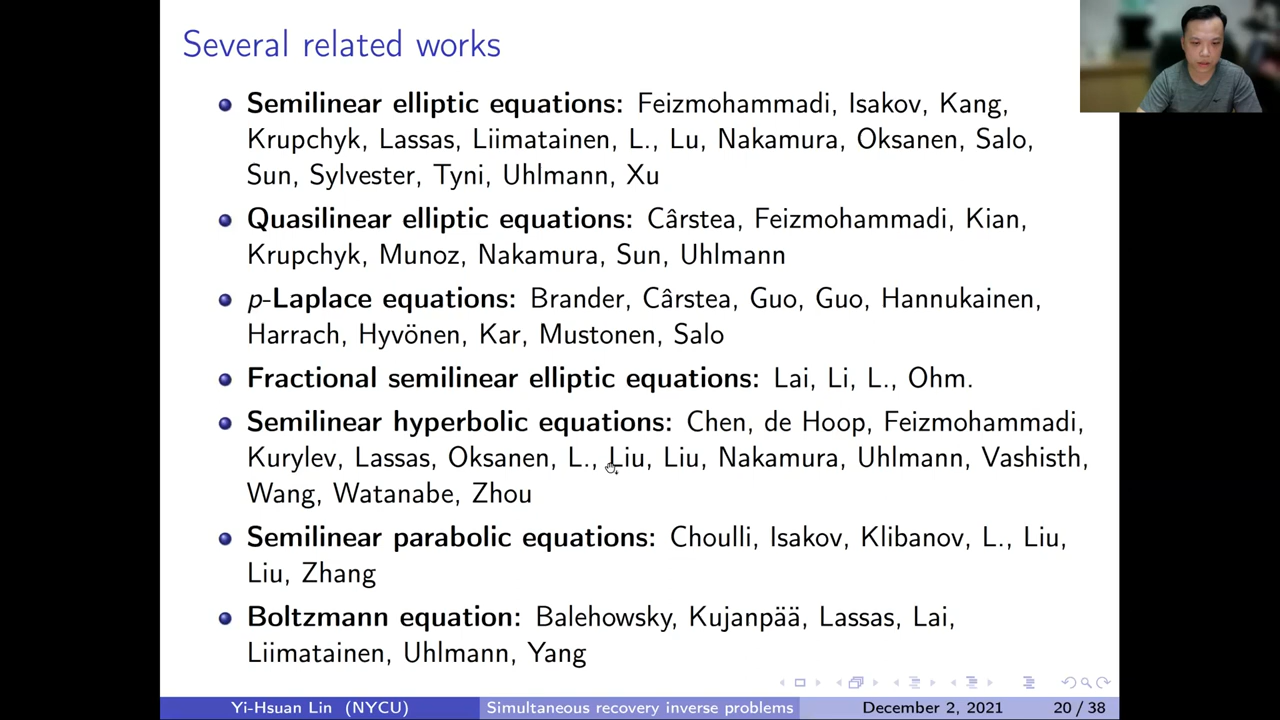 Several related works
Semilinear elliptic equations: Feizmohammadi, Isakov, Kang,
Krupchyk, Lassas, Liimatainen, L., Lu, Nakamura, Oksanen, Salo,
Sun, Sylvester, Tyni, Uhlmann, Xu
Quasilinear elliptic equations: Cârstea, Feizmohammadi, Kian,
Krupchyk, Munoz, Nakamura, Sun, Uhlmann
p-Laplace equations: Brander, Cârstea, Guo, Guo, Hannukainen,
Harrach, Hyvönen, Kar, Mustonen, Salo
Fractional semilinear elliptic equations: Lai, Li, L., Ohm.
Semilinear hyperbolic equations: Chen, de Hoop, Feizmohammadi,
Kurylev, Lassas, Oksanen, L., Liu, Liu, Nakamura, Uhlmann, Vashisth,
Wang, Watanabe, Zhou
Semilinear parabolic equations: Choulli, Isakov, Klibanov, L., Liu,
Liu, Zhang
Boltzmann equation: Balehowsky, Kujanpää, Lassas, Lai,
Liimatainen, Uhlmann, Yang
Yi-Hsuan Lin (NYCU) Simultaneous recovery inverse problems December 2, 2021 20 / 38